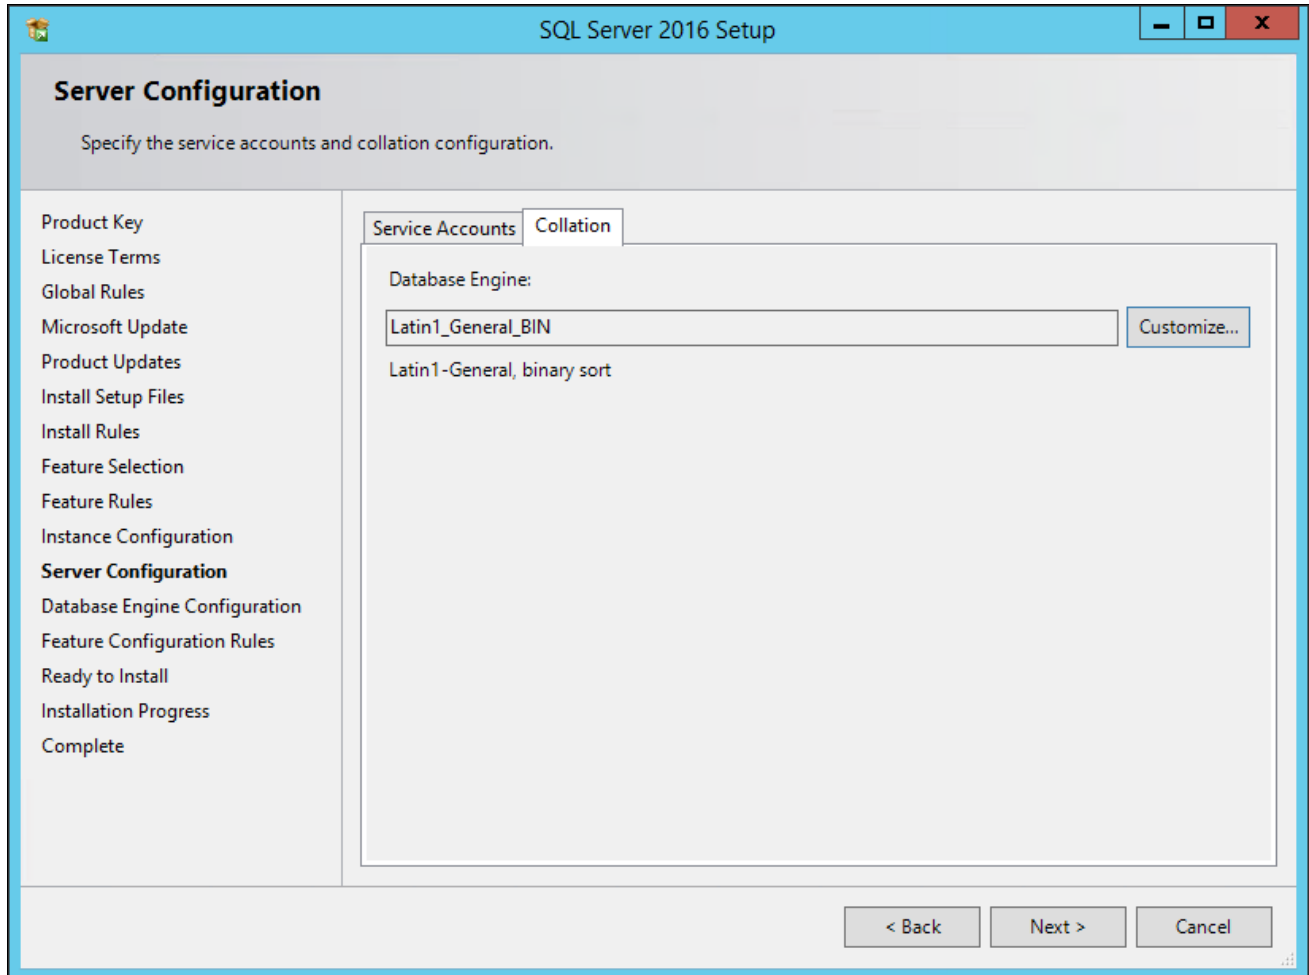 SQL Server 2016 Setup
Server Configuration
Specify the service accounts and collation configuration.
Product Key
License Terms
Global Rules
Microsoft Update
Product Updates
Install Setup Files
Install Rules
Feature Selection
Feature Rules
Instance Configuration
Server Configuration
Database Engine Configuration
Feature Configuration Rules
Ready to Install
Installation Progress
Complete
Service Accounts Collation
Database Engine:
Latin1_General_BIN Customize...
Latin1-General, binary sort
< Back Next > Cancel